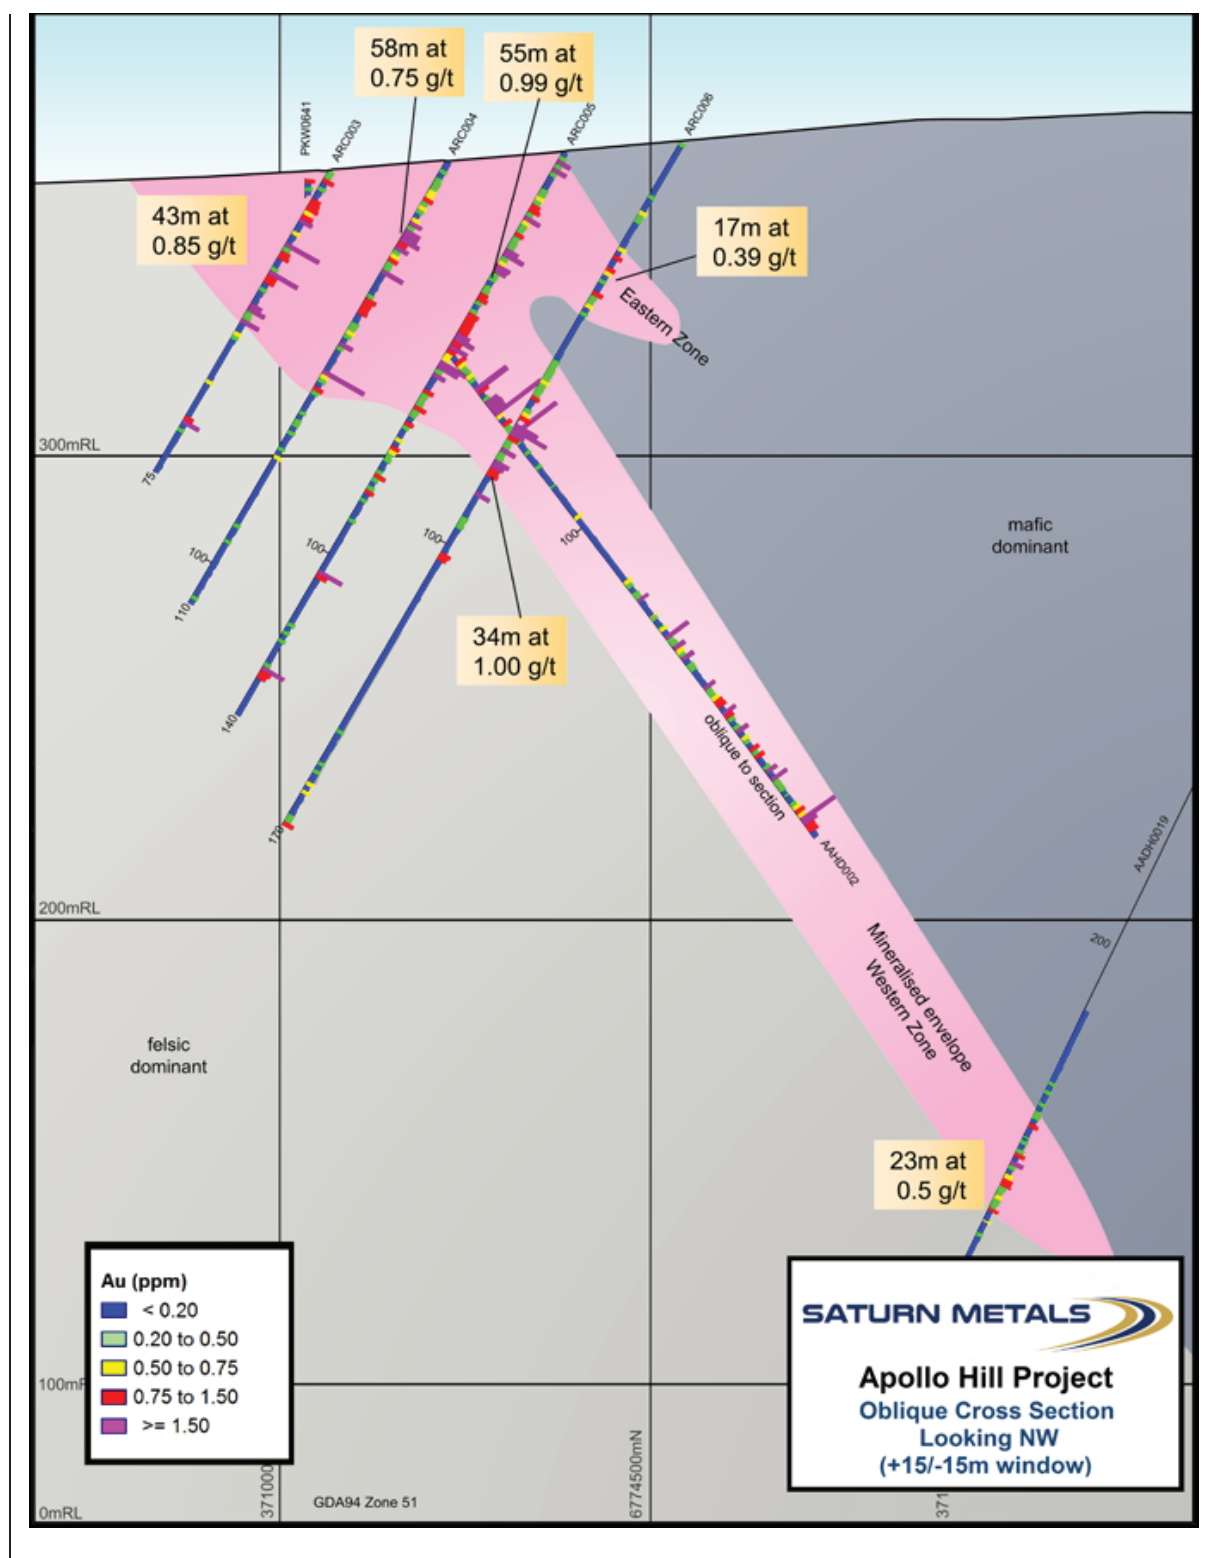 58m at
0.75 g/t
55m at
0.99 g/t
PKW0641
ARC003
ARC004
ARC005
ARC006
43m at
0.85 g/t
17m at
0.39 g/t
Eastern Zone
300mRL
75
100
110
100
140
100
170
100
mafic
dominant
34m at
1.00 g/t
oblique to section
AAHD002
AADH0019
200mRL
200
Mineralised envelope
Western Zone
felsic
dominant
23m at
0.5 g/t
Au (ppm)
< 0.20
0.20 to 0.50
0.50 to 0.75
0.75 to 1.50
>= 1.50
SATURN METALS
Apollo Hill Project
Oblique Cross Section
Looking NW
(+15/-15m window)
100m
371000
6774500mN
371
GDA94 Zone 51
0mRL